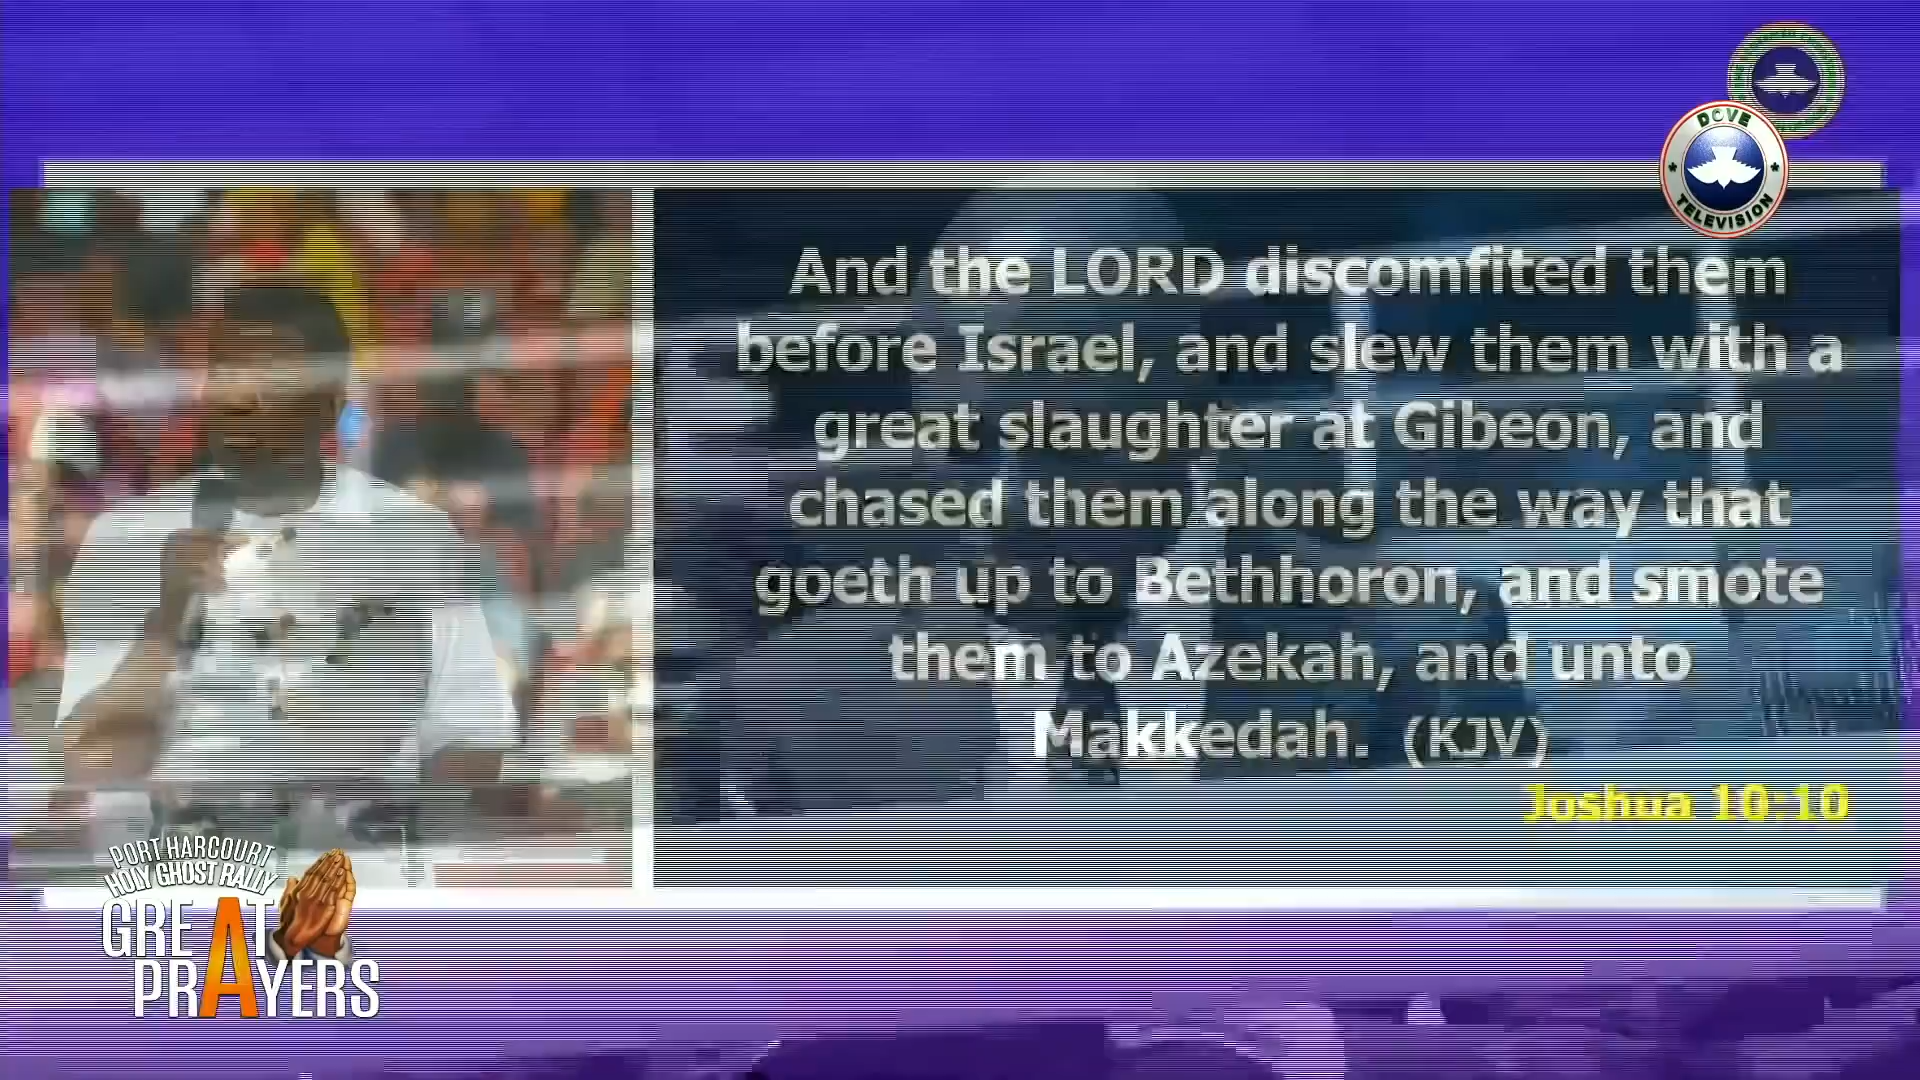 DOVE
TELEVISION
And the LORD discomfited them
before Israel, and slew them with a
great slaughter at Gibeon, and
chased them along the way that
goeth up to Bethhoron, and smote
them to Azekah, and unto
Makkedah. (KJV)
Joshua 10:10
PORT HARCOURT
HOLY GHOST RALLY
GREAT
PRAYERS